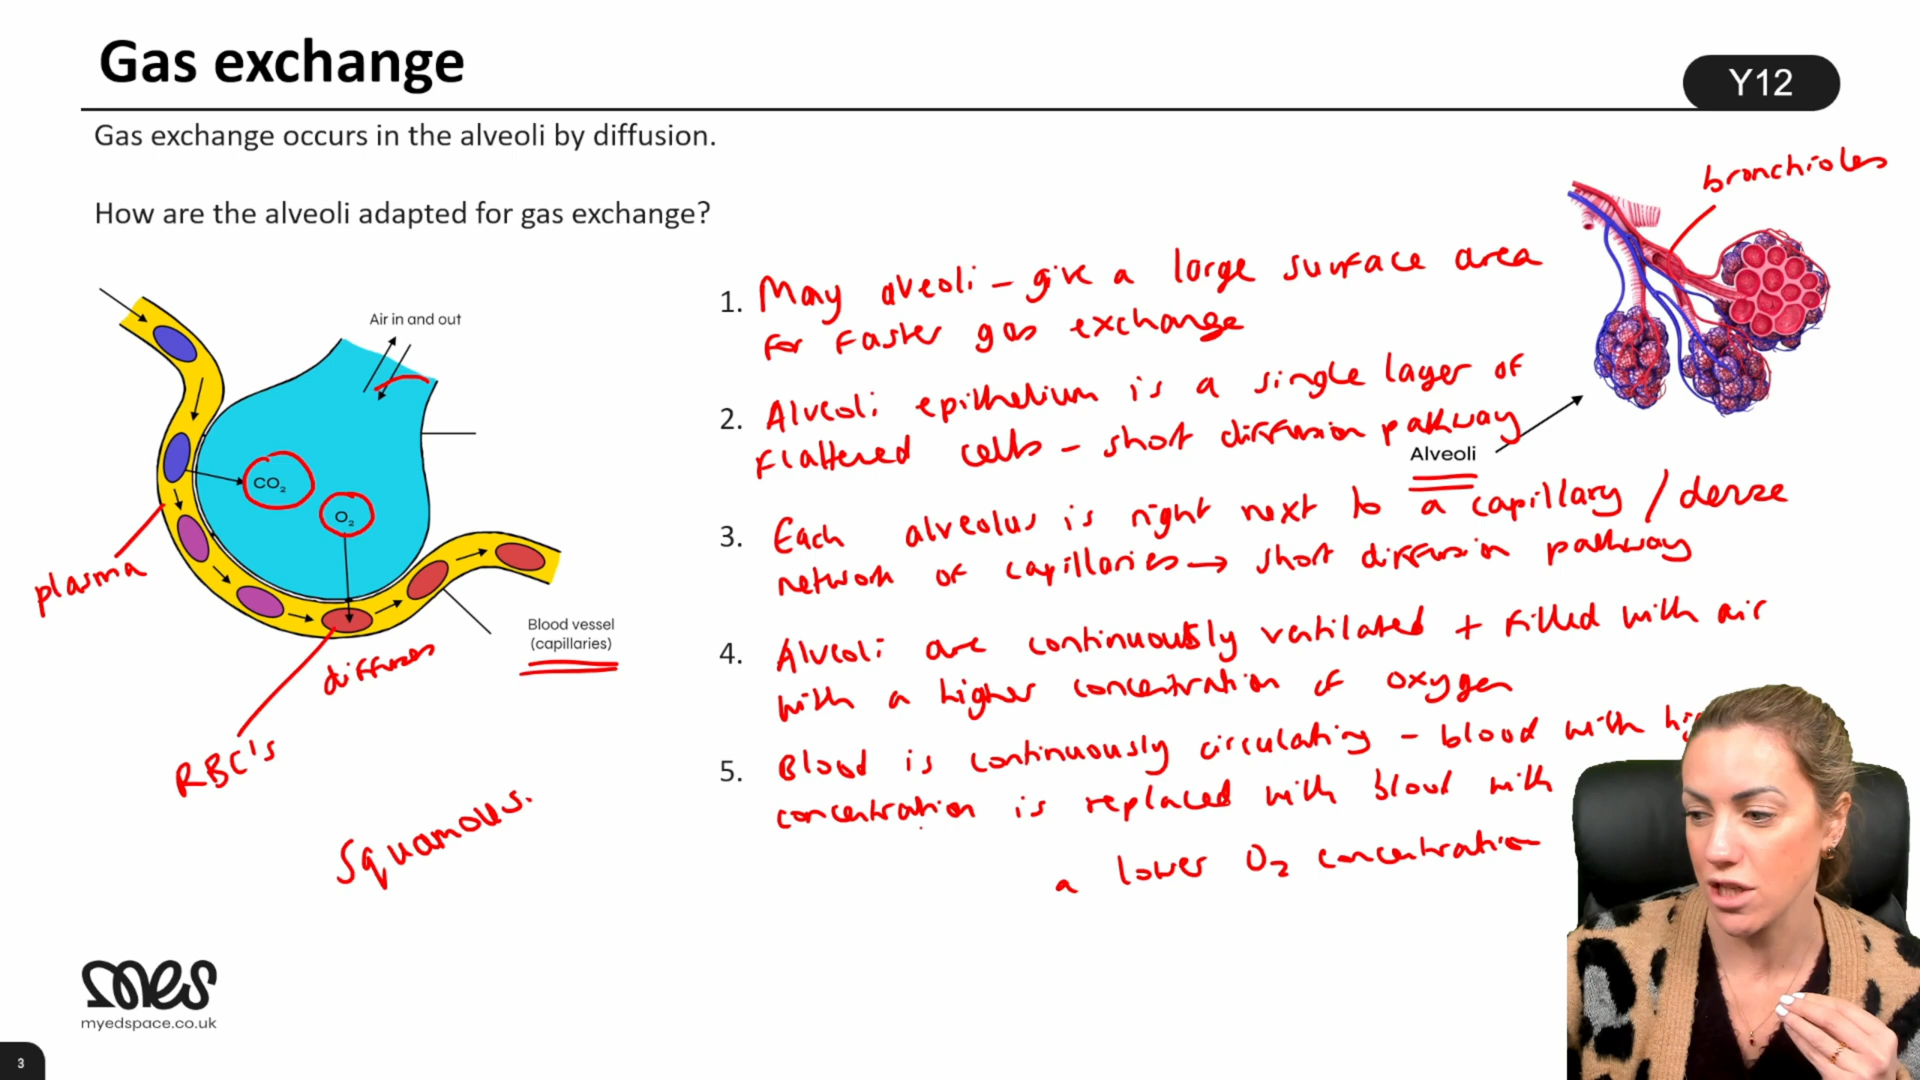 Gas exchange
Y12
Gas exchange occurs in the alveoli by diffusion.
How are the alveoli adapted for gas exchange?
bronchioles
Air in and out
CO₂
O₂
plasma
Blood vessel
(capillaries)
diffuses
RBC's
Squamous.
1. May alveoli - give a large surface area
for faster gas exchange
2. Alveoli epithelium is a single layer of
flattered cells - short diffusion pathway
Alveoli
3. Each alveolus is right next to a capillary / dense
network of capillaries → short diffusion pathway
4. Alveoli are continuously ventilated + filled with air
with a higher concentration of oxygen
5. Blood is continuously circulating - blood with
concentration is replaced with blood with
a lower O₂ concentration
mes
myedspace.co.uk
3